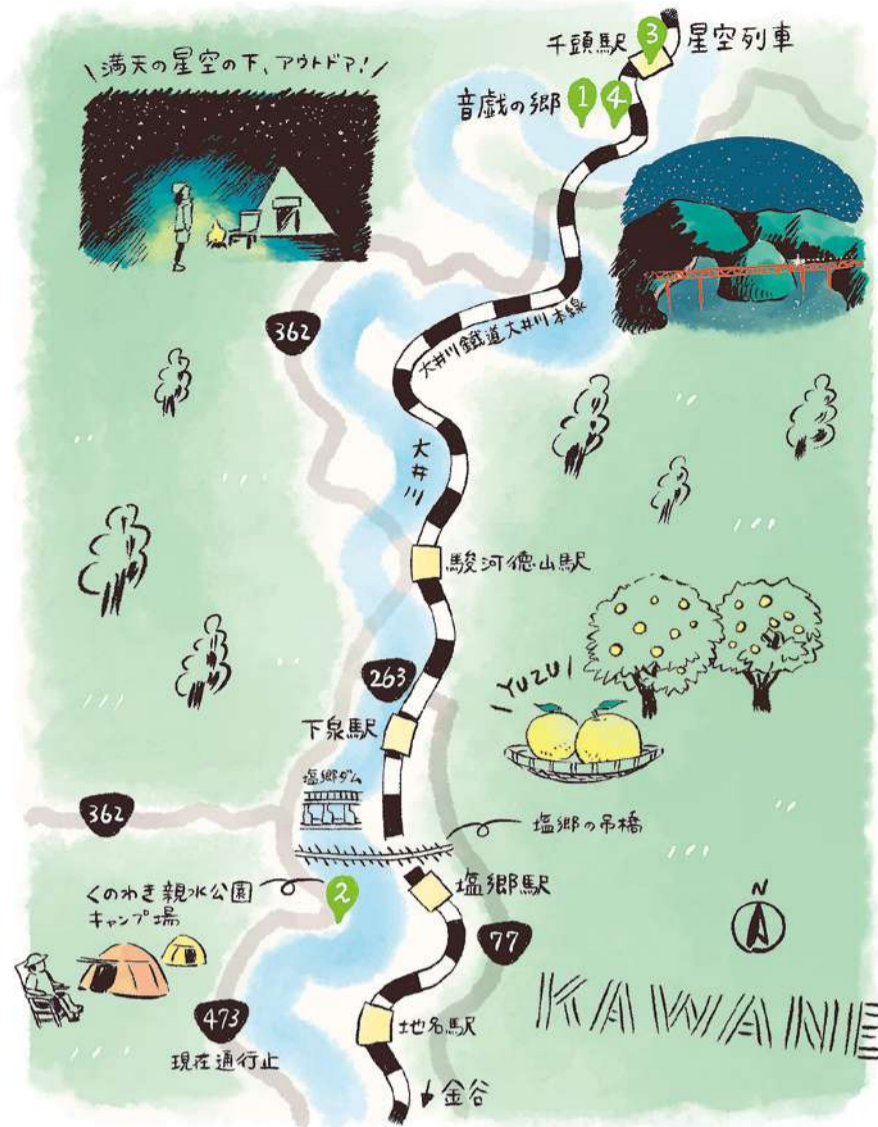 \満天の星空の下、アウトドア!/
千頭駅
3
星空列車
音戯の郷
1
4
362
大井川鐵道大井川本線
大井川
駿河徳山駅
263
YUZU
下泉駅
塩郷ダム
362
塩郷の吊橋
くのわき親水公園
キャンプ場
2
塩郷駅
N
77
KAWANE
473
現在通行止
地名駅
↓金谷